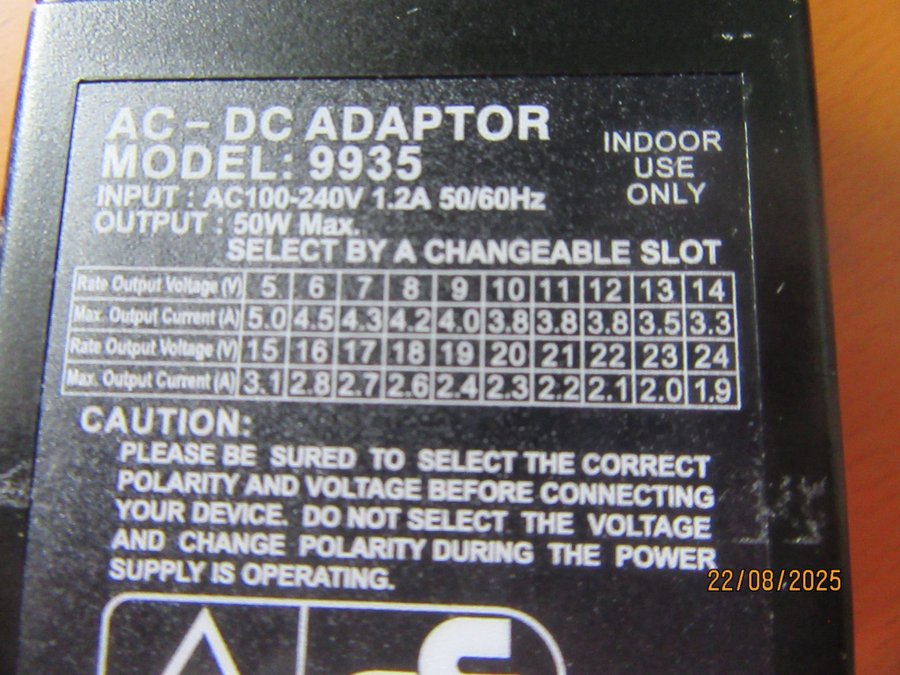 AC - DC ADAPTOR
MODEL: 9935
INDOOR
USE
ONLY
INPUT : AC100-240V 1.2A 50/60Hz
OUTPUT : 50W Max.
SELECT BY A CHANGEABLE SLOT
Rate Output Voltage (V) 5 6 7 8 9 10 11 12 13 14
Max. Output Current (A) 5.0 4.5 4.3 4.2 4.0 3.8 3.8 3.8 3.5 3.3
Rate Output Voltage (V) 15 16 17 18 19 20 21 22 23 24
Max. Output Current (A) 3.1 2.8 2.7 2.6 2.4 2.3 2.2 2.1 2.0 1.9
CAUTION:
PLEASE BE SURED TO SELECT THE CORRECT
POLARITY AND VOLTAGE BEFORE CONNECTING
YOUR DEVICE. DO NOT SELECT THE VOLTAGE
AND CHANGE POLARITY DURING THE POWER
SUPPLY IS OPERATING.
22/08/2025